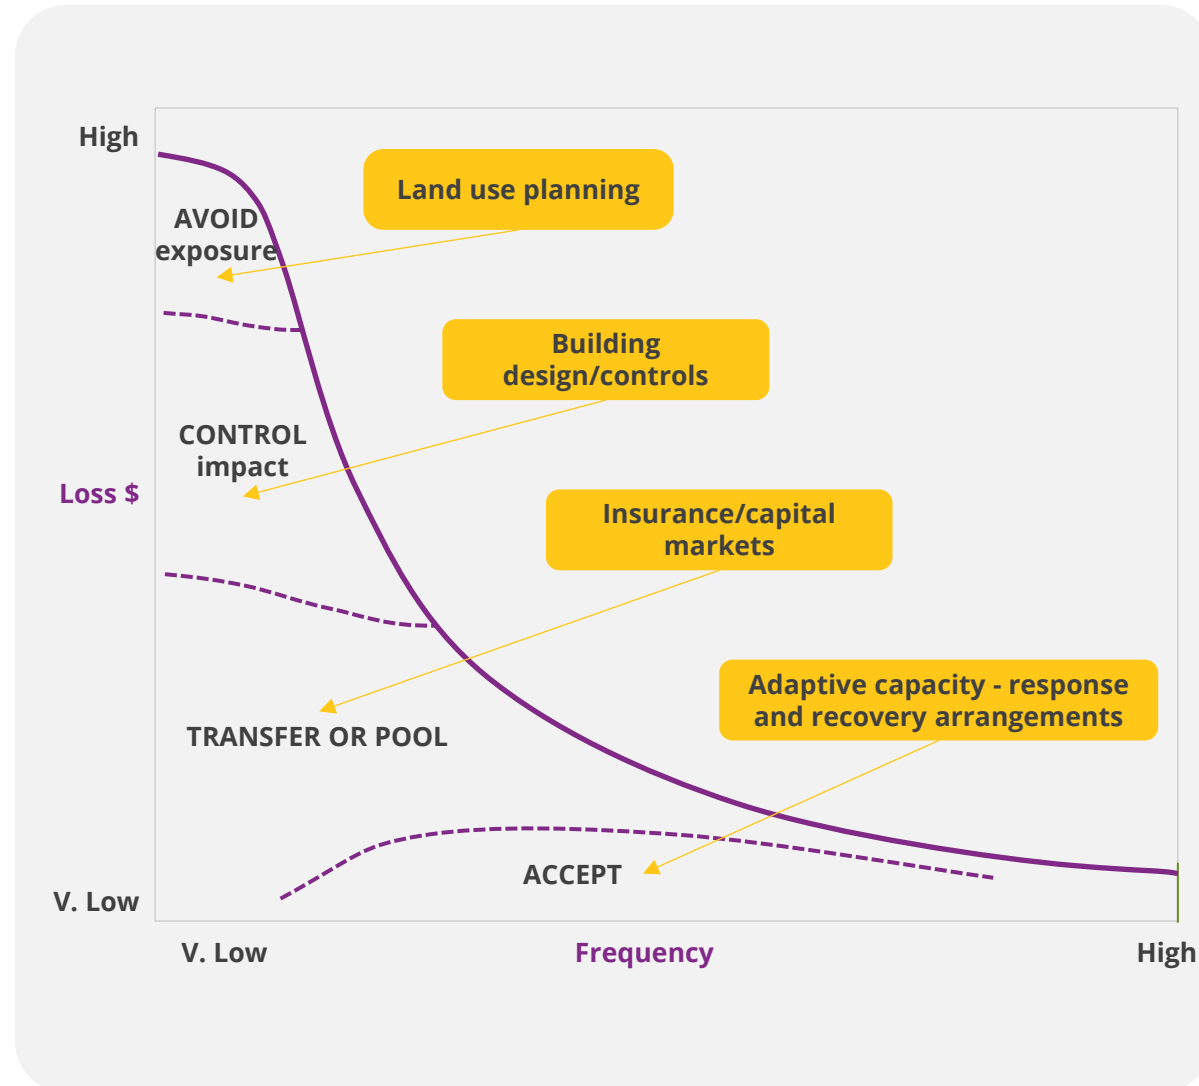 High
Land use planning
AVOID
exposure
Building
design/controls
CONTROL
impact
Loss $
Insurance/capital
markets
Adaptive capacity - response
and recovery arrangements
TRANSFER OR POOL
ACCEPT
V. Low
V. Low
Frequency
High